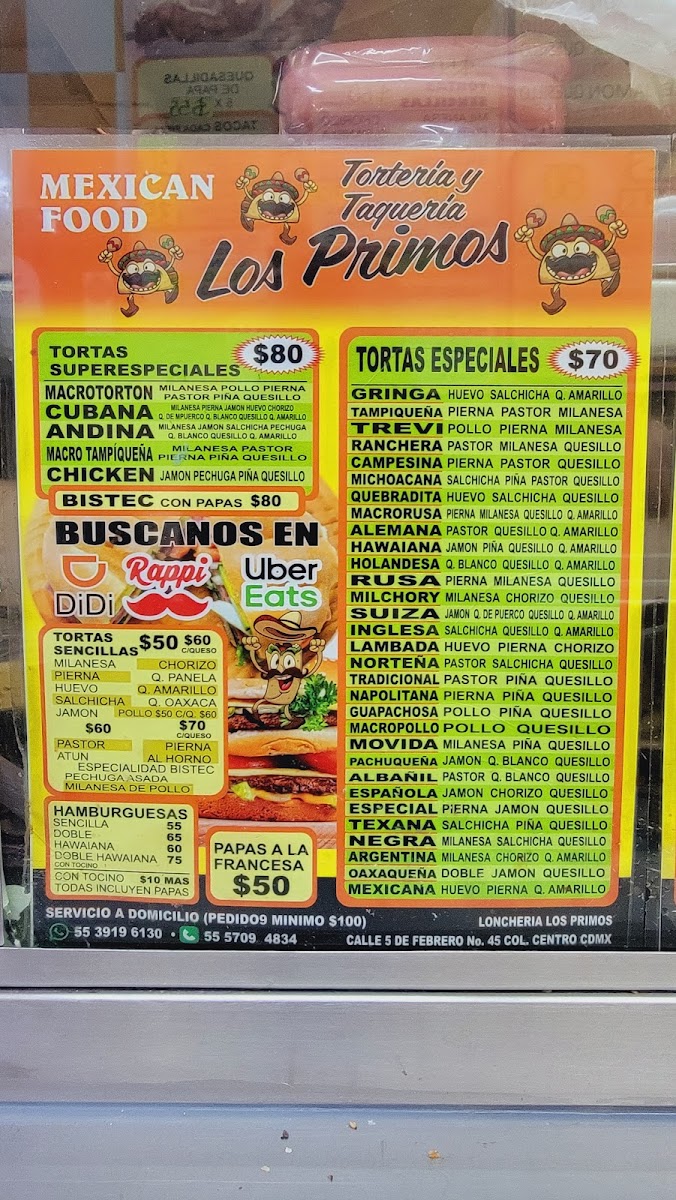 QUESADILLAS
DE PAPA
MEXICAN
FOOD
Tortería y
Taquería
Los Primos
TORTAS
SUPERESPECIALES $80
MACROTORTON MILANESA POLLO PIERNA
PASTOR PIÑA QUESILLO
CUBANA MILANESA PIERNA JAMON HUEVO CHORIZO
Q. DE MPUERCO Q. BLANCO QUESILLO Q. AMARILLO
ANDINA MILANESA JAMON SALCHICHA PECHUGA
Q. BLANCO QUESILLO Q. AMARILLO
MACRO TAMPÍQUEÑA MILANESA PASTOR
PIERNA PIÑA QUESILLO
CHICKEN JAMON PECHUGA PIÑA QUESILLO
BISTEC CON PAPAS $80
BUSCANOS EN
DiDi
Rappi
Uber
Eats
TORTAS
SENCILLAS $50 $60
C/QUESO
MILANESA CHORIZO
PIERNA Q. PANELA
HUEVO Q. AMARILLO
SALCHICHA Q. OAXACA
JAMON POLLO $50 C/Q. $60
$60 $70
C/QUESO
PASTOR PIERNA
ATUN AL HORNO
ESPECIALIDAD BISTEC
PECHUGA ASADA
MILANESA DE POLLO
HAMBURGUESAS
SENCILLA 55
DOBLE 65
HAWAIANA 60
DOBLE HAWAIANA 75
CON TOCINO
CON TOCINO $10 MAS
TODAS INCLUYEN PAPAS
PAPAS A LA
FRANCESA
$50
TORTAS ESPECIALES $70
GRINGA HUEVO SALCHICHA Q. AMARILLO
TAMPIQUEÑA PIERNA PASTOR MILANESA
TREVI POLLO PIERNA MILANESA
RANCHERA PASTOR MILANESA QUESILLO
CAMPESINA PIERNA PASTOR QUESILLO
MICHOACANA SALCHICHA PIÑA PASTOR QUESILLO
QUEBRADITA HUEVO SALCHICHA QUESILLO
MACRORUSA PIERNA MILANESA QUESILLO Q. AMARILLO
ALEMANA PASTOR QUESILLO Q. AMARILLO
HAWAIANA JAMON PIÑA QUESILLO Q. AMARILLO
HOLANDESA Q. BLANCO QUESILLO Q. AMARILLO
RUSA PIERNA MILANESA QUESILLO
MILCHORY MILANESA CHORIZO QUESILLO
SUIZA JAMON Q. DE PUERCO QUESILLO Q. AMARILLO
INGLESA SALCHICHA QUESILLO Q. AMARILLO
LAMBADA HUEVO PIERNA CHORIZO
NORTEÑA PASTOR SALCHICHA QUESILLO
TRADICIONAL PASTOR PIÑA QUESILLO
NAPOLITANA PIERNA PIÑA QUESILLO
GUAPACHOSA POLLO PIÑA QUESILLO
MACROPOLLO POLLO QUESILLO
MOVIDA MILANESA PIÑA QUESILLO
PACHUQUEÑA JAMON Q. BLANCO QUESILLO
ALBAÑIL PASTOR Q. BLANCO QUESILLO
ESPAÑOLA JAMON CHORIZO QUESILLO
ESPECIAL PIERNA JAMON QUESILLO
TEXANA SALCHICHA PIÑA QUESILLO
NEGRA MILANESA SALCHICHA QUESILLO
ARGENTINA MILANESA CHORIZO Q. AMARILLO
OAXAQUEÑA DOBLE JAMON QUESILLO
MEXICANA HUEVO PIERNA Q. AMARILLO
SERVICIO A DOMICILIO (PEDIDO9 MINIMO $100)
55 3919 6130 • 55 5709 4834
LONCHERIA LOS PRIMOS
CALLE 5 DE FEBRERO No. 45 COL. CENTRO CDMX